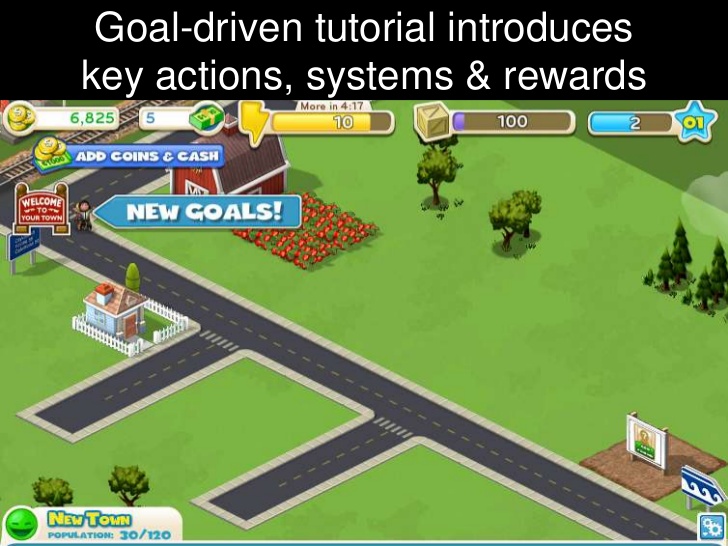 Goal-driven tutorial introduces
key actions, systems & rewards
More in 4:17
6,825
5
10
100
2
01
ADD COINS & CASH
WELCOME
TO
YOUR TOWN
NEW GOALS!
NEW TOWN
POPULATION: 30/120